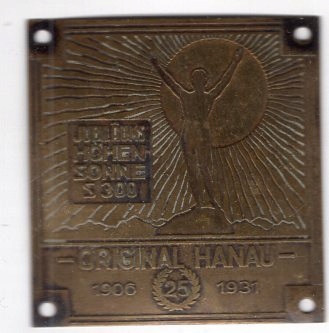 JUBILÄUMS
HÖHEN-
SONNE
S 300
- ORIGINAL HANAU -
1906 25 1931